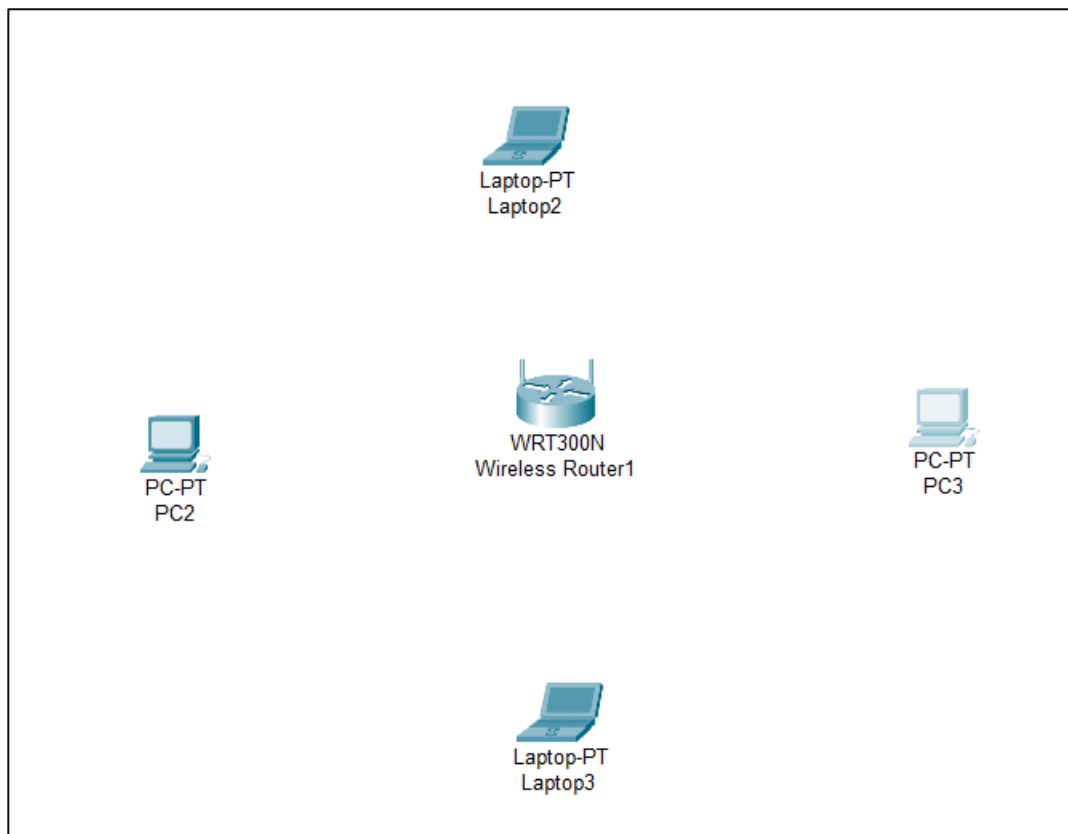 Laptop-PT
Laptop2
WRT300N
Wireless Router1
PC-PT
PC2
PC-PT
PC3
Laptop-PT
Laptop3